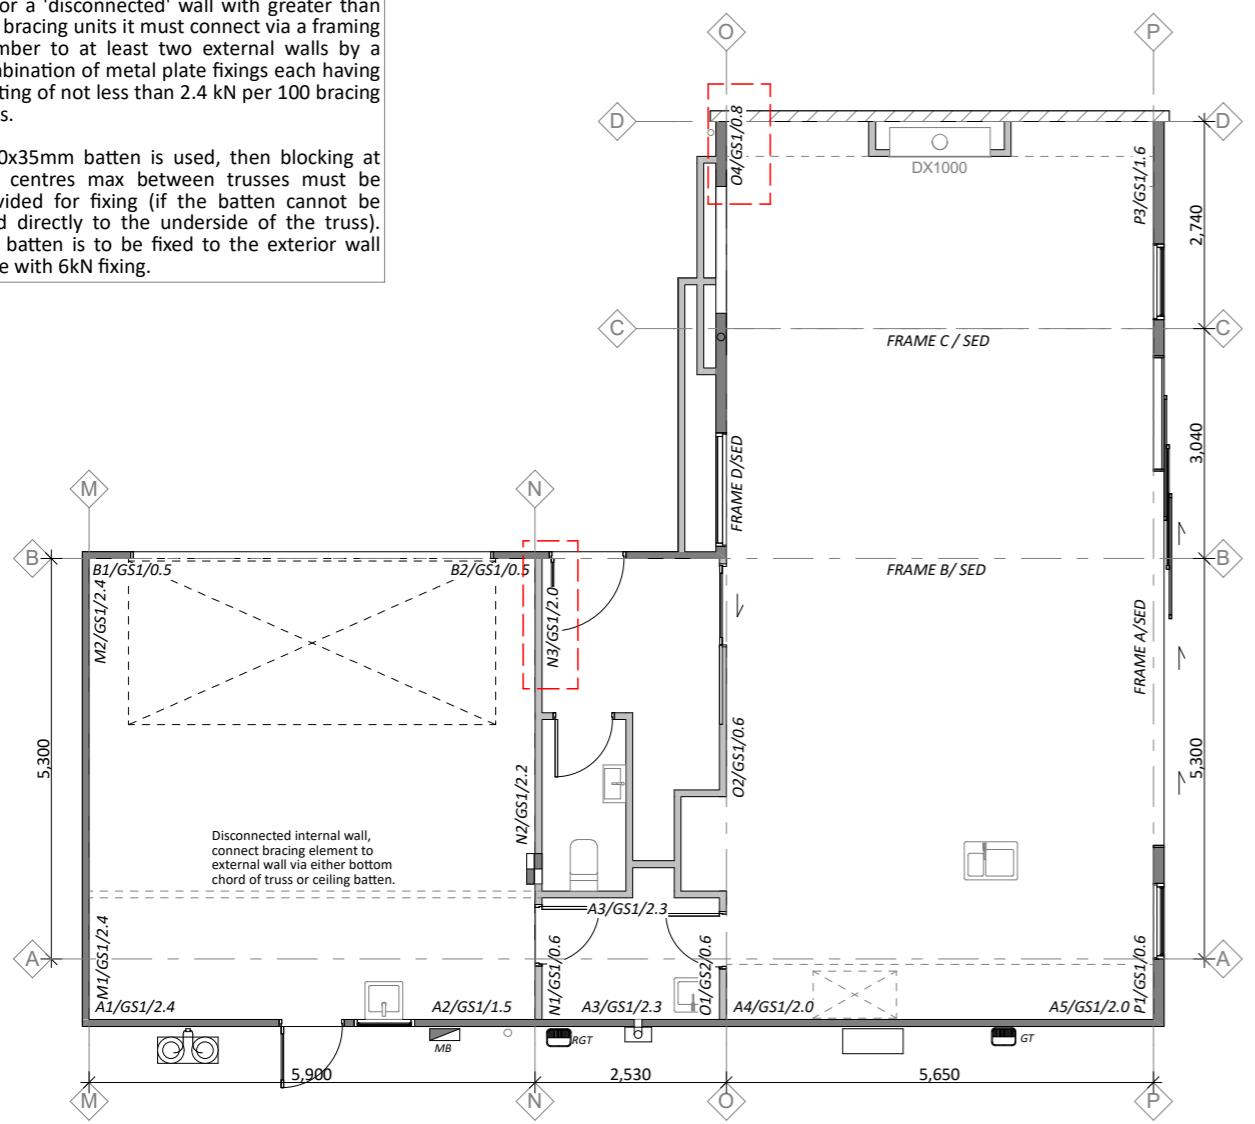 or a 'disconnected' wall with greater than
bracing units it must connect via a framing
mber to at least two external walls by a
mbination of metal plate fixings each having
ting of not less than 2.4 kN per 100 bracing
s.
0x35mm batten is used, then blocking at
centres max between trusses must be
vided for fixing (if the batten cannot be
d directly to the underside of the truss).
batten is to be fixed to the exterior wall
e with 6kN fixing.
O
P
D
D
O4/GS1/0.8
DX1000
P3/GS1/1.6
2,740
C
C
FRAME C / SED
3,040
FRAME D/SED
M
N
B
B
B1/GS1/0.5
B2/GS1/0.5
FRAME B/ SED
M2/GS1/2.4
N3/GS1/2.0
FRAME A/SED
5,300
5,300
O2/GS1/0.6
N2/GS1/2.2
Disconnected internal wall,
connect bracing element to
external wall via either bottom
chord of truss or ceiling batten.
A3/GS1/2.3
M1/GS1/2.4
N1/GS1/0.6
O1/GS2/0.6
P1/GS1/0.6
A
A
A1/GS1/2.4
A2/GS1/1.5
A3/GS1/2.3
A4/GS1/2.0
A5/GS1/2.0
MB
RGT
GT
5,900
2,530
5,650
M
N
O
P